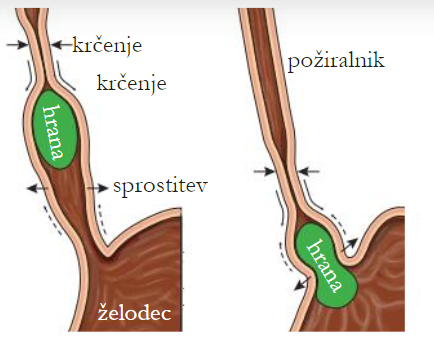 krčenje
krčenje
hrana
sprostitev
želodec
požiralnik
hrana